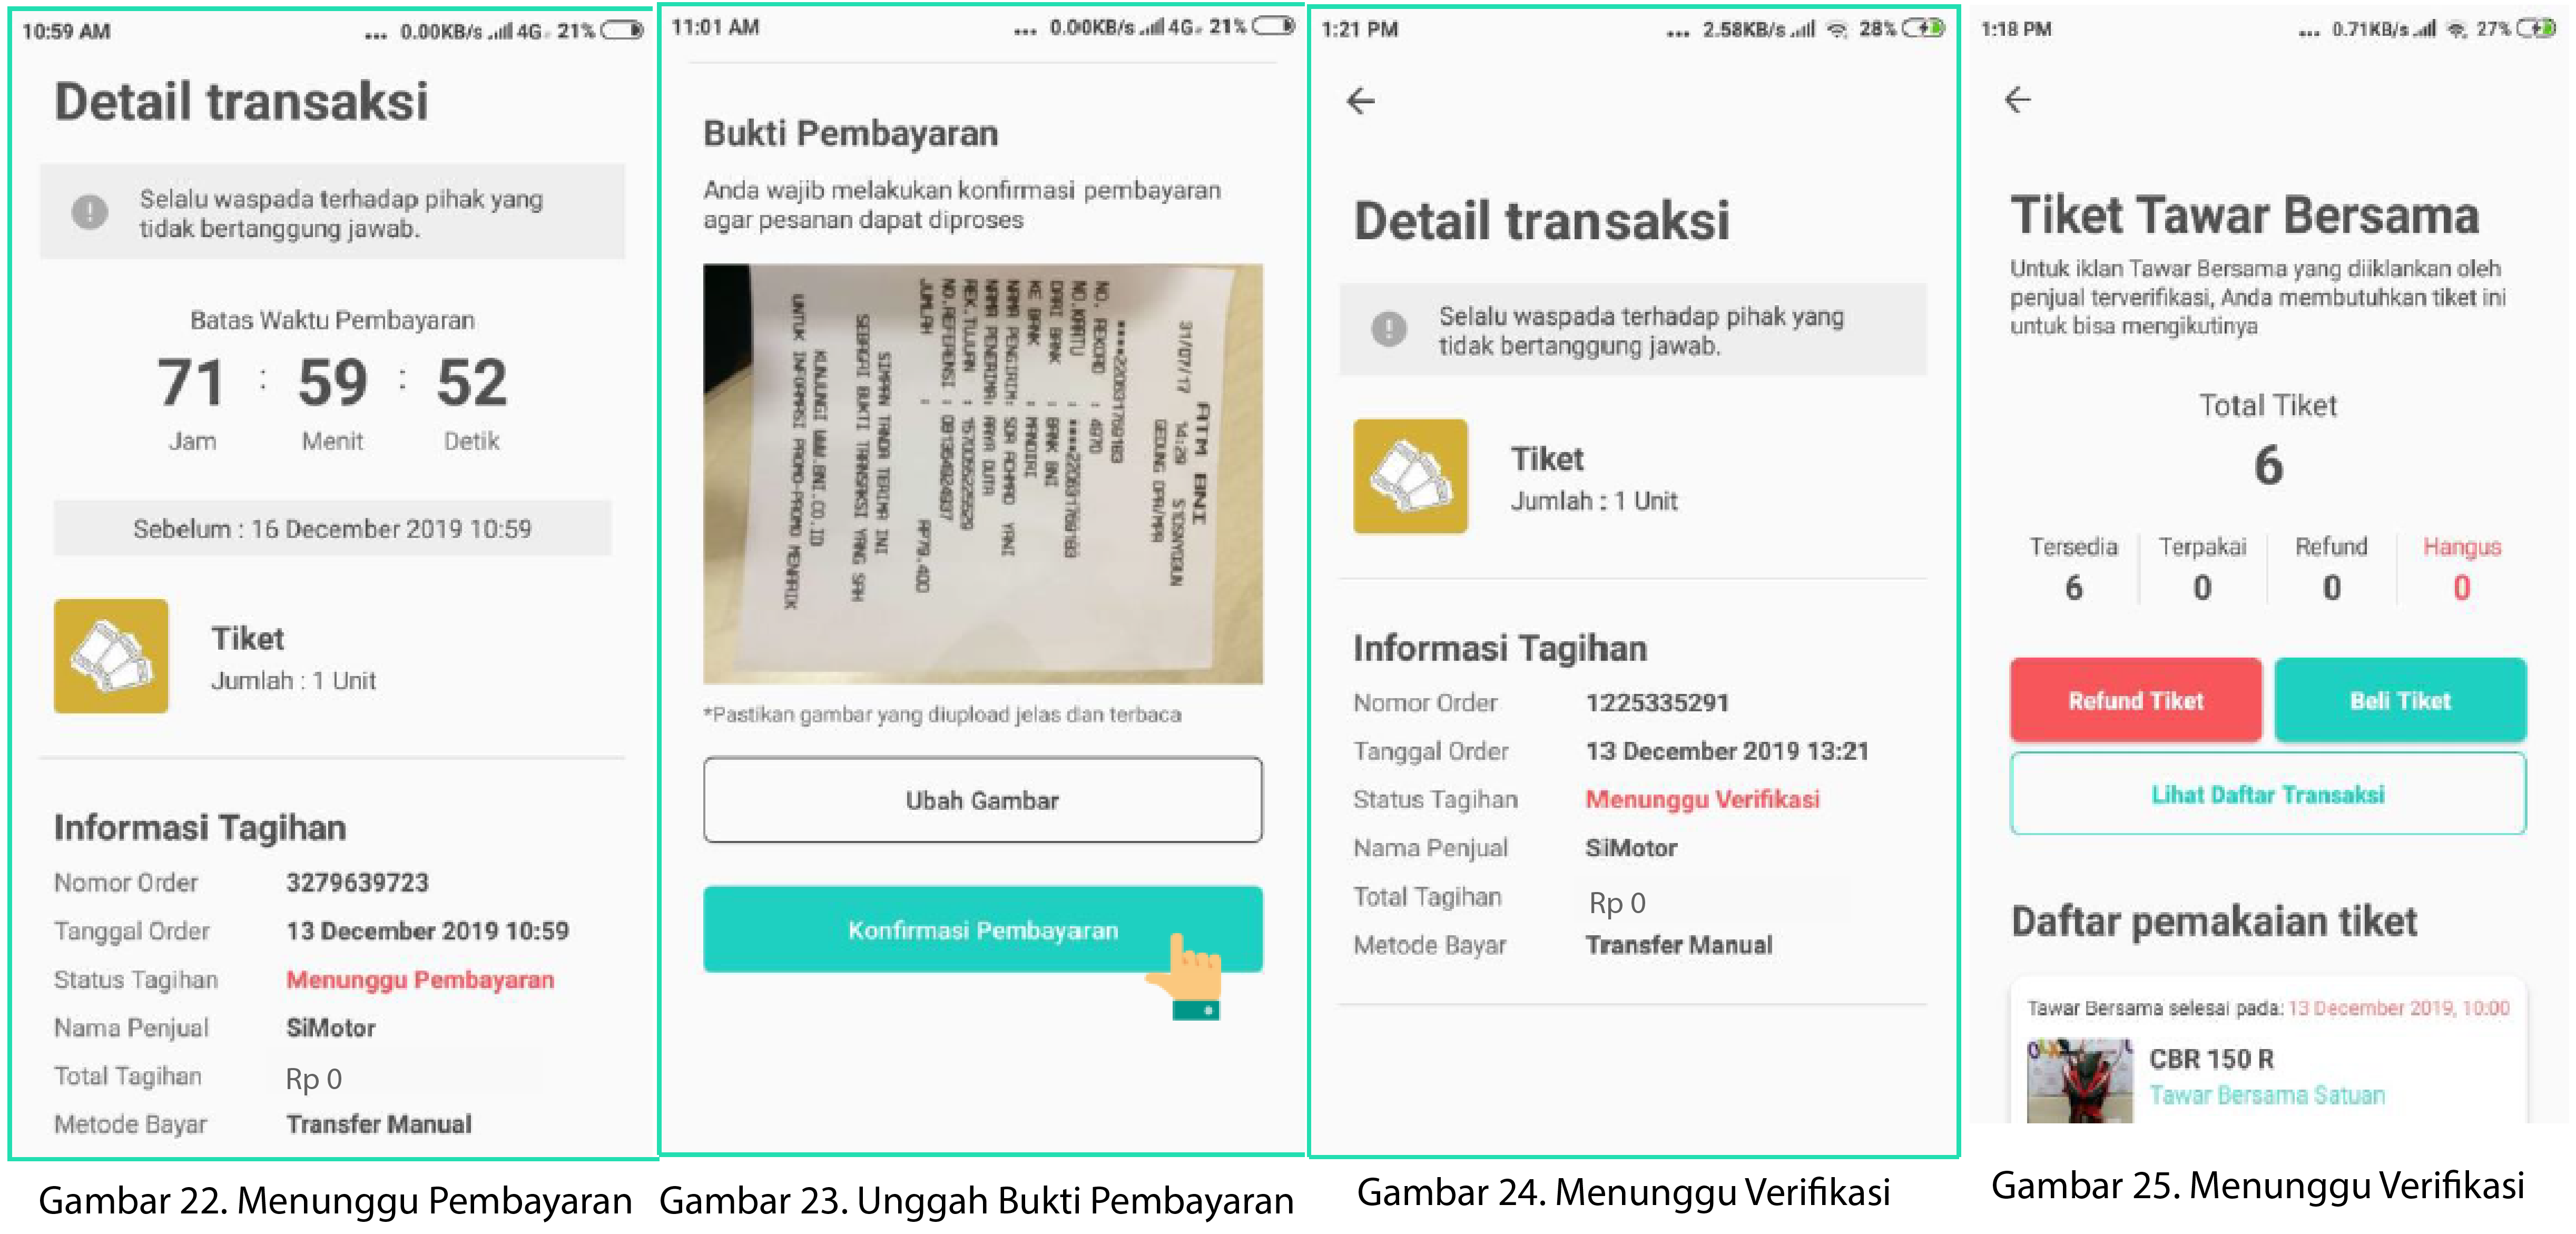 10:59 AM
... 0.00KB/s 4G 21%
Detail transaksi
Selalu waspada terhadap pihak yang
tidak bertanggung jawab.
Batas Waktu Pembayaran
71 : 59 : 52
Jam Menit Detik
Sebelum : 16 December 2019 10:59
Tiket
Jumlah : 1 Unit
Informasi Tagihan
Nomor Order 3279639723
Tanggal Order 13 December 2019 10:59
Status Tagihan Menunggu Pembayaran
Nama Penjual SiMotor
Total Tagihan Rp 0
Metode Bayar Transfer Manual
Gambar 22. Menunggu Pembayaran
11:01 AM
... 0.00KB/s 4G 21%
Bukti Pembayaran
Anda wajib melakukan konfirmasi pembayaran
agar pesanan dapat diproses
ATM BNI
31/07/17 14:29
GEDUNG DPR/MPR
NO. REKORD : 4970
NO.KARTU
DARI BANK : BANK BNI
KE BANK : MANDIRI
NAMA PENGIRIM: SDR ACHMAD YANI
NAMA PENERIMA: ARYA DUTA
REK.TUJUAN
NO.REFERENSI
JUMLAH : RP79.400
SIMPAN TANDA TERIMA INI
SEBAGAI BUKTI TRANSAKSI YANG SAH
KUNJUNGI WWW.BNI.CO.ID
UNTUK INFORMASI PROMO-PROMO MENARIK
*Pastikan gambar yang diupload jelas dan terbaca
Ubah Gambar
Konfirmasi Pembayaran
Gambar 23. Unggah Bukti Pembayaran
1:21 PM
... 2.58KB/s 28%
Detail transaksi
Selalu waspada terhadap pihak yang
tidak bertanggung jawab.
Tiket
Jumlah : 1 Unit
Informasi Tagihan
Nomor Order 1225335291
Tanggal Order 13 December 2019 13:21
Status Tagihan Menunggu Verifikasi
Nama Penjual SiMotor
Total Tagihan Rp 0
Metode Bayar Transfer Manual
Gambar 24. Menunggu Verifikasi
1:18 PM
... 0.71KB/s 27%
Tiket Tawar Bersama
Untuk iklan Tawar Bersama yang diiklankan oleh
penjual terverifikasi, Anda membutuhkan tiket ini
untuk bisa mengikutinya
Total Tiket
6
Tersedia Terpakai Refund Hangus
6 0 0 0
Refund Tiket Beli Tiket
Lihat Daftar Transaksi
Daftar pemakaian tiket
Tawar Bersama selesai pada: 13 December 2019, 10:00
CBR 150 R
Tawar Bersama Satuan
Gambar 25. Menunggu Verifikasi